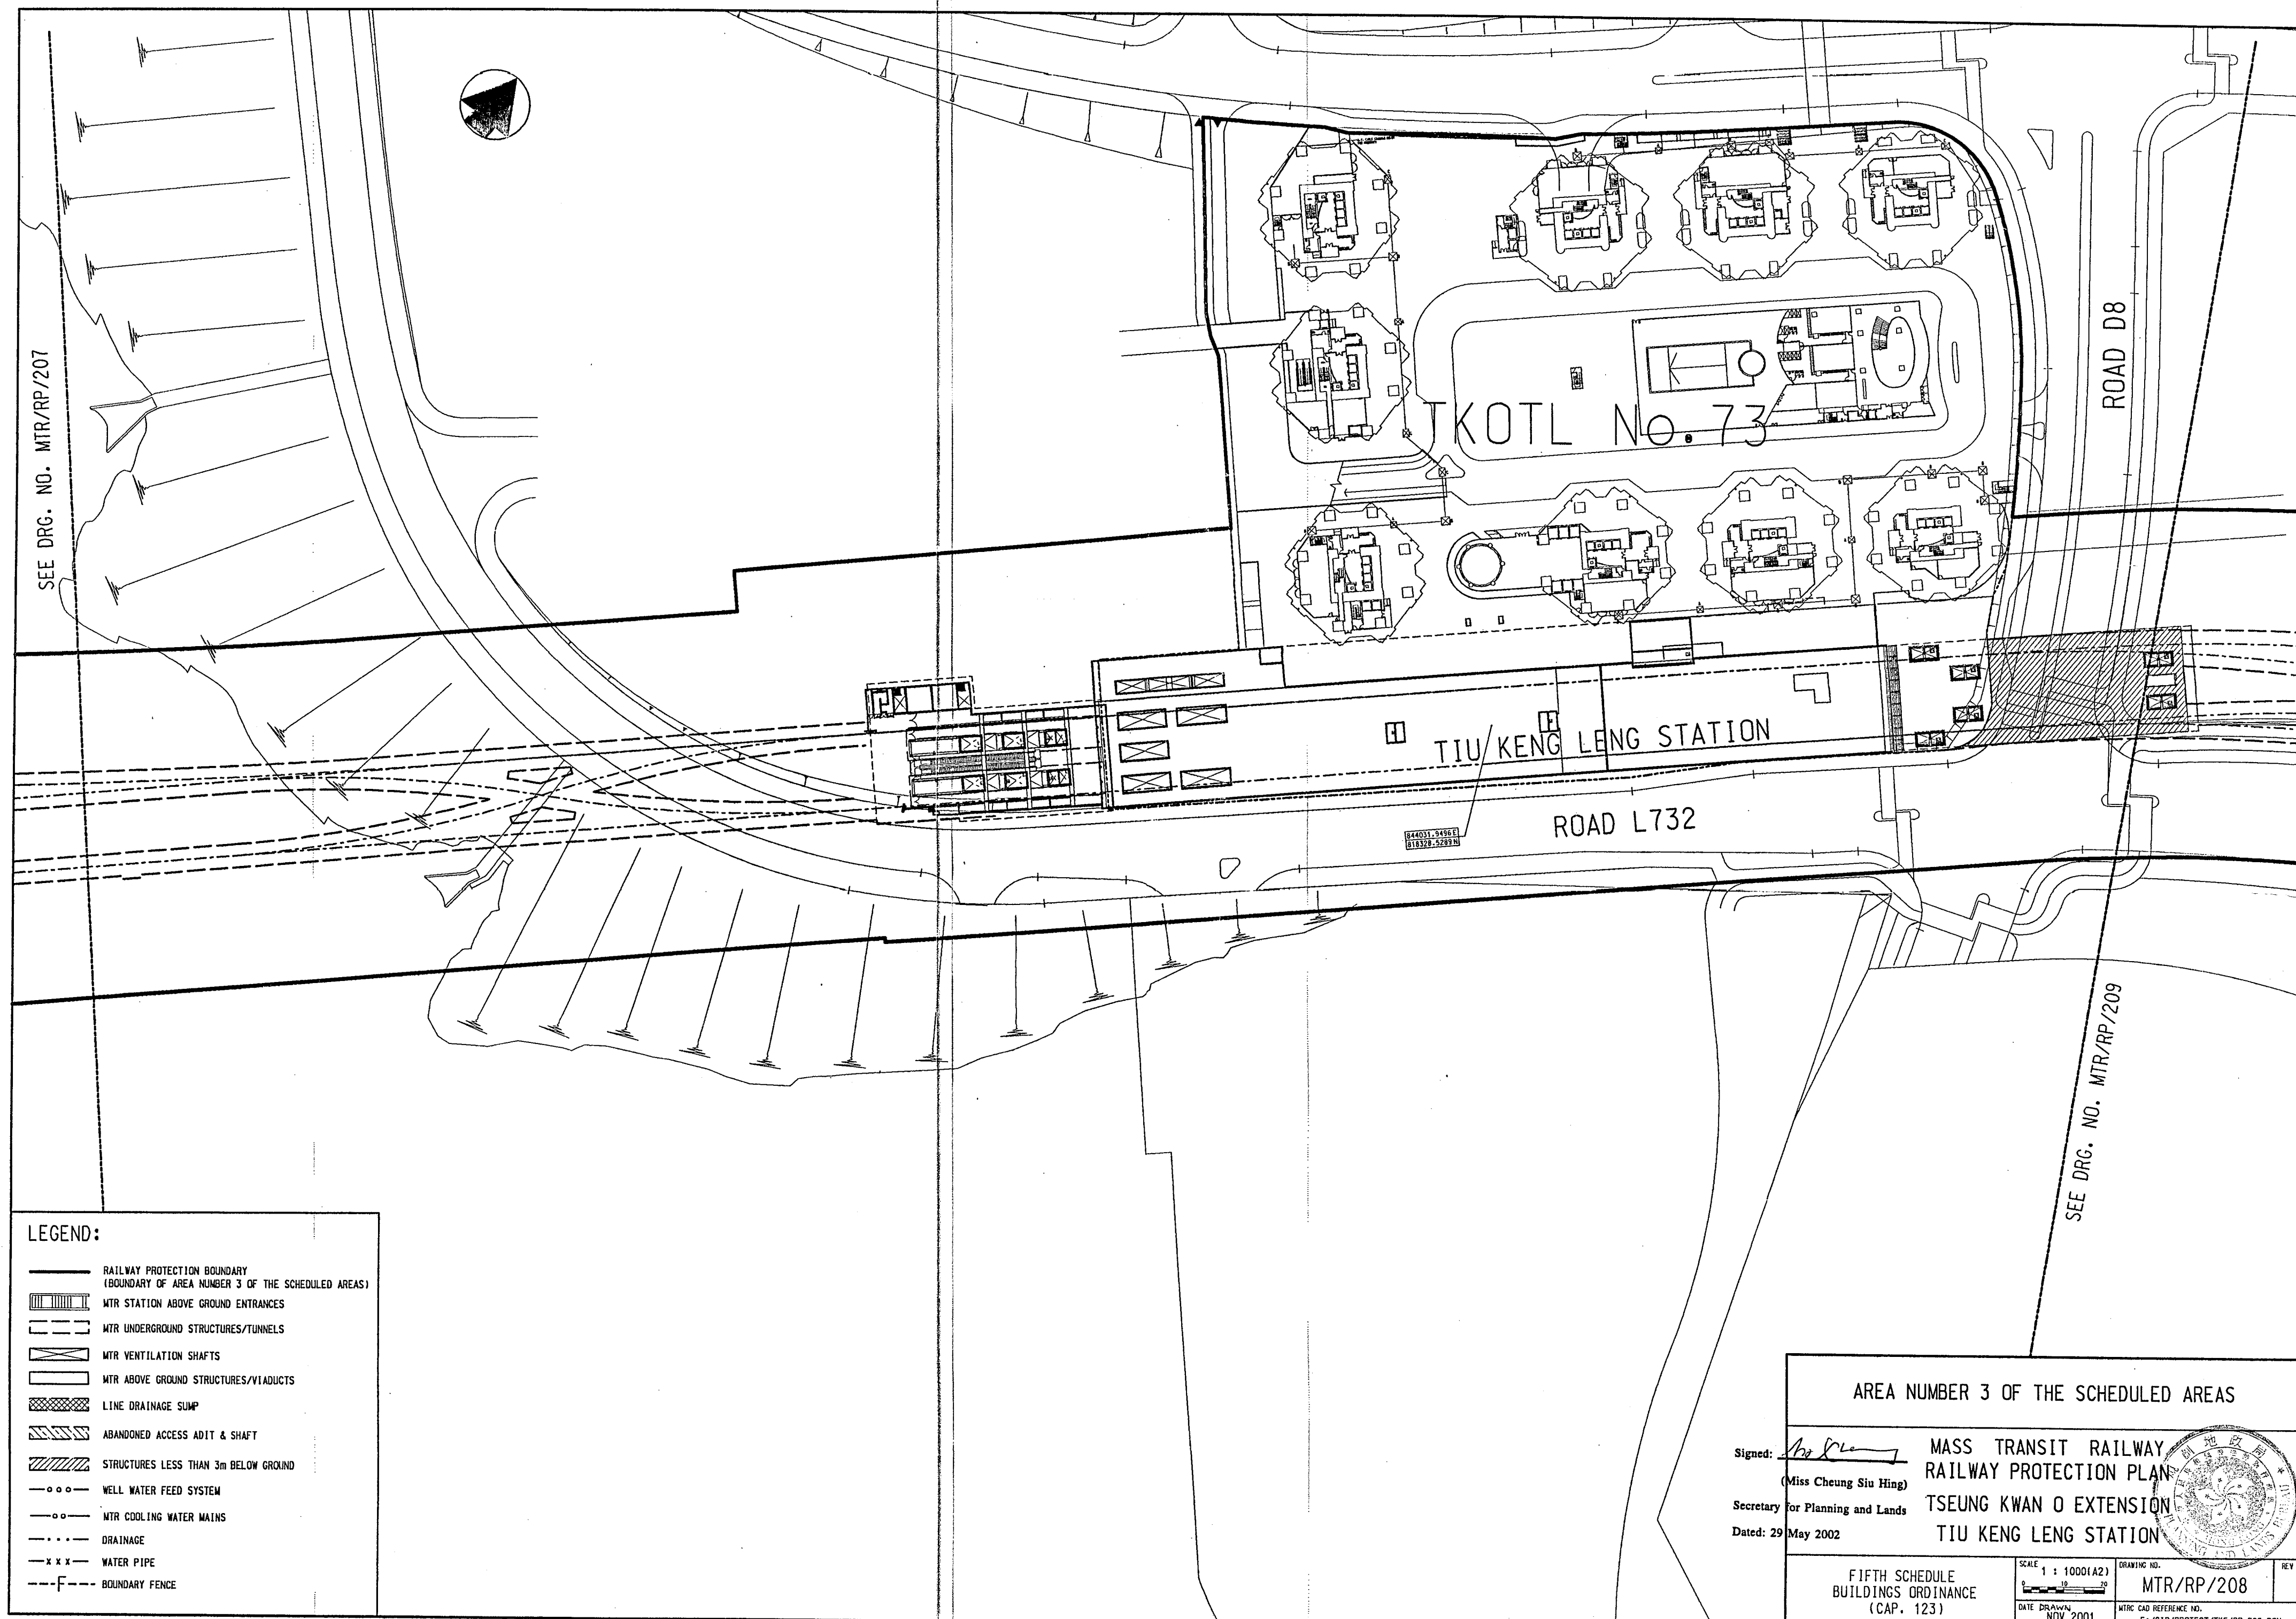 SEE DRG. NO. MTR/RP/207
TKOTL No. 73
ROAD D8
TIU KENG LENG STATION
844031.9496E
818328.5289N
ROAD L732
SEE DRG. NO. MTR/RP/209
LEGEND:
RAILWAY PROTECTION BOUNDARY
(BOUNDARY OF AREA NUMBER 3 OF THE SCHEDULED AREAS)
MTR STATION ABOVE GROUND ENTRANCES
MTR UNDERGROUND STRUCTURES/TUNNELS
MTR VENTILATION SHAFTS
MTR ABOVE GROUND STRUCTURES/VIADUCTS
LINE DRAINAGE SUMP
ABANDONED ACCESS ADIT & SHAFT
STRUCTURES LESS THAN 3m BELOW GROUND
WELL WATER FEED SYSTEM
MTR COOLING WATER MAINS
DRAINAGE
x x x WATER PIPE
F BOUNDARY FENCE
AREA NUMBER 3 OF THE SCHEDULED AREAS
Signed:
(Miss Cheung Siu Hing)
Secretary for Planning and Lands
Dated: 29 May 2002
MASS TRANSIT RAILWAY
RAILWAY PROTECTION PLAN
TSEUNG KWAN O EXTENSION
TIU KENG LENG STATION
FIFTH SCHEDULE
BUILDINGS ORDINANCE
(CAP. 123)
SCALE 1 : 1000(A2)
0 10 20
DATE DRAWN
NOV 2001
DRAWING NO.
MTR/RP/208
REV
MTRC CAD REFERENCE NO.